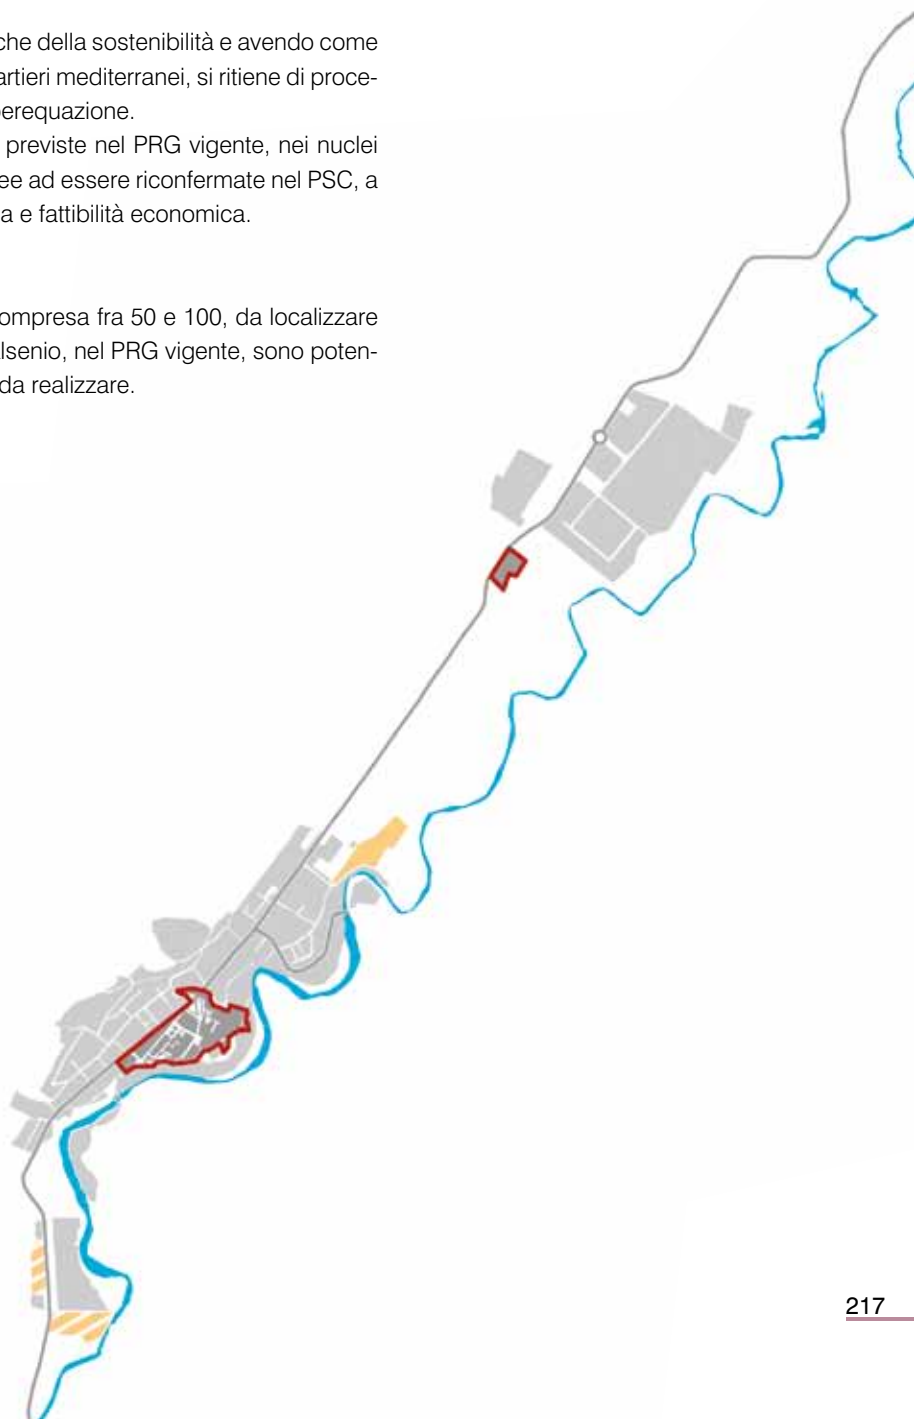 che della sostenibilità e avendo come
artieri mediterranei, si ritiene di proce-
perequazione.
previste nel PRG vigente, nei nuclei
ee ad essere riconfermate nel PSC, a
a e fattibilità economica.
ompresa fra 50 e 100, da localizzare
alsenio, nel PRG vigente, sono poten-
da realizzare.
217